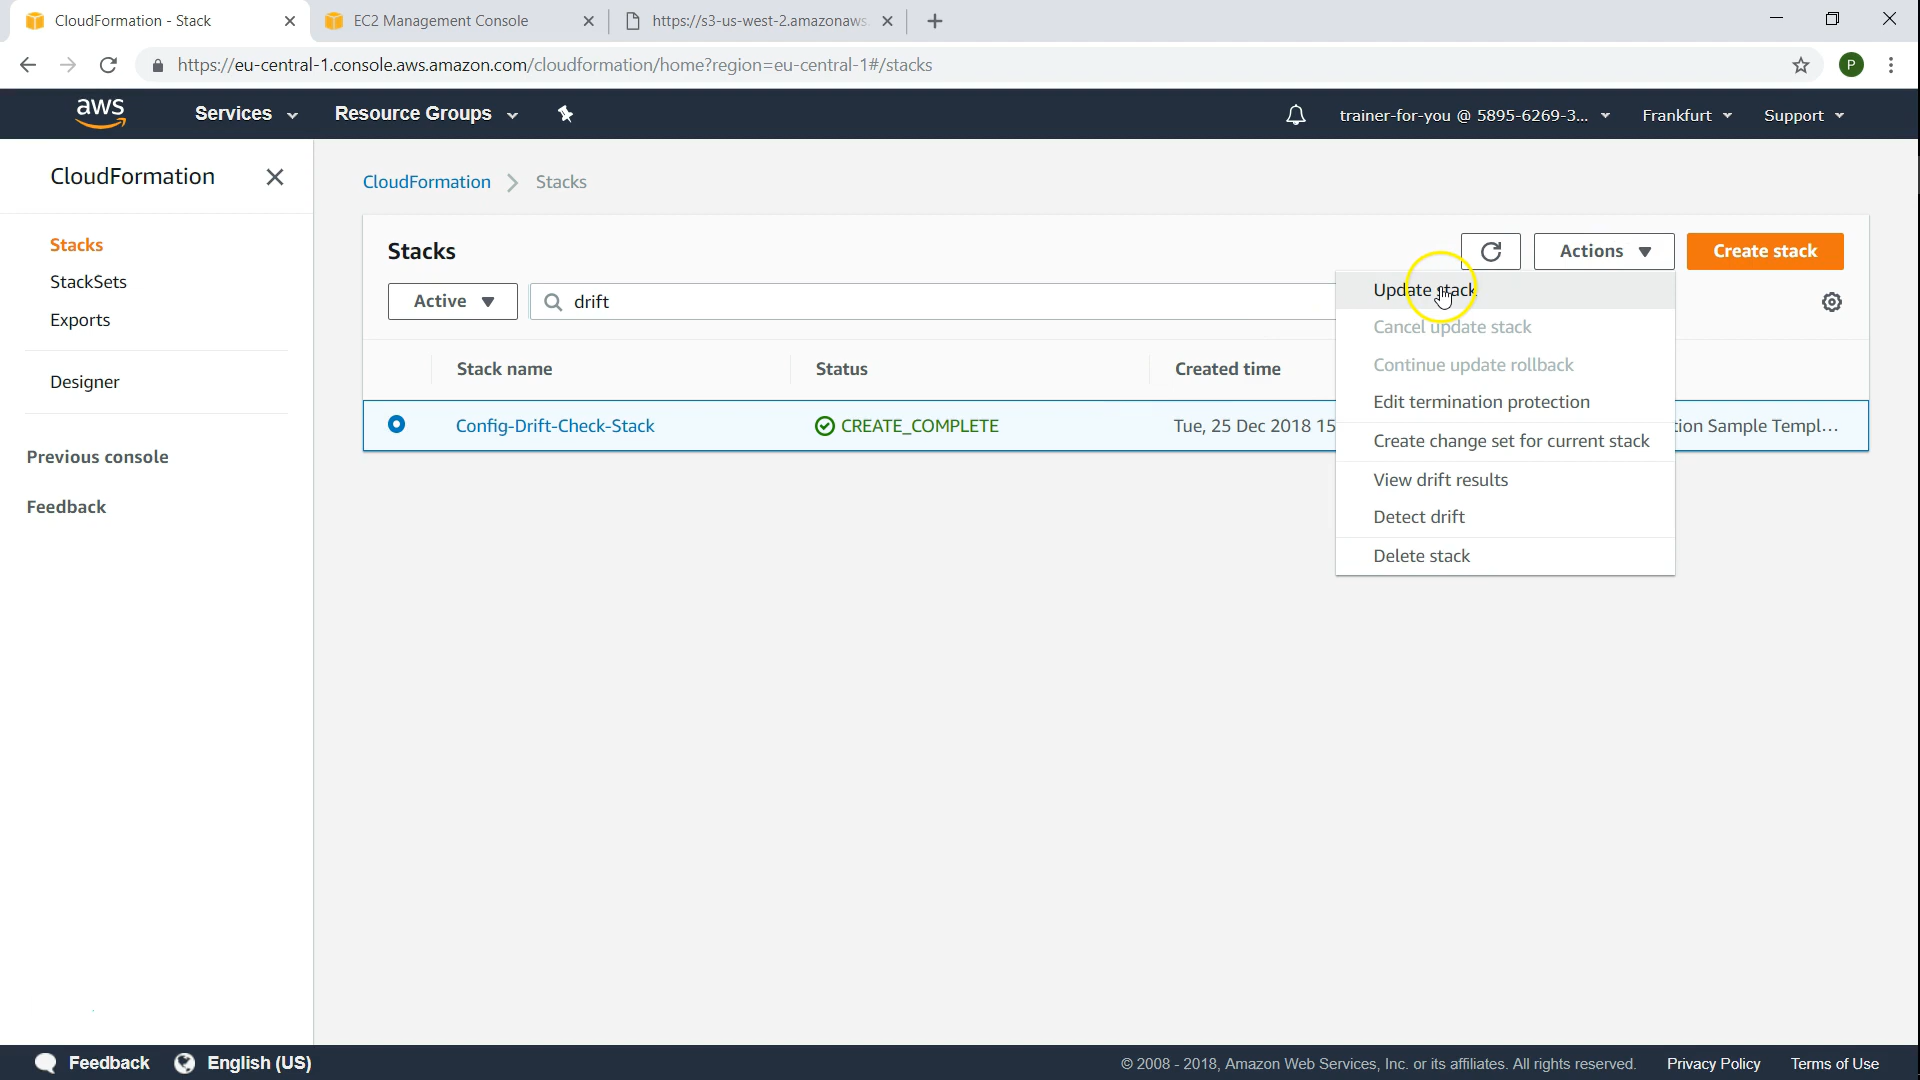 CloudFormation - Stack
EC2 Management Console
https://s3-us-west-2.amazonaws.
https://eu-central-1.console.aws.amazon.com/cloudformation/home?region=eu-central-1#/stacks
P
aws
Services
Resource Groups
trainer-for-you @ 5895-6269-3...
Frankfurt
Support
CloudFormation
Stacks
StackSets
Exports
Designer
Previous console
Feedback
CloudFormation > Stacks
Stacks
Actions
Create stack
Active
drift
Stack name
Status
Created time
Config-Drift-Check-Stack
CREATE_COMPLETE
Tue, 25 Dec 2018 15
tion Sample Templ...
Update stack
Cancel update stack
Continue update rollback
Edit termination protection
Create change set for current stack
View drift results
Detect drift
Delete stack
Feedback
English (US)
© 2008 - 2018, Amazon Web Services, Inc. or its affiliates. All rights reserved.
Privacy Policy
Terms of Use